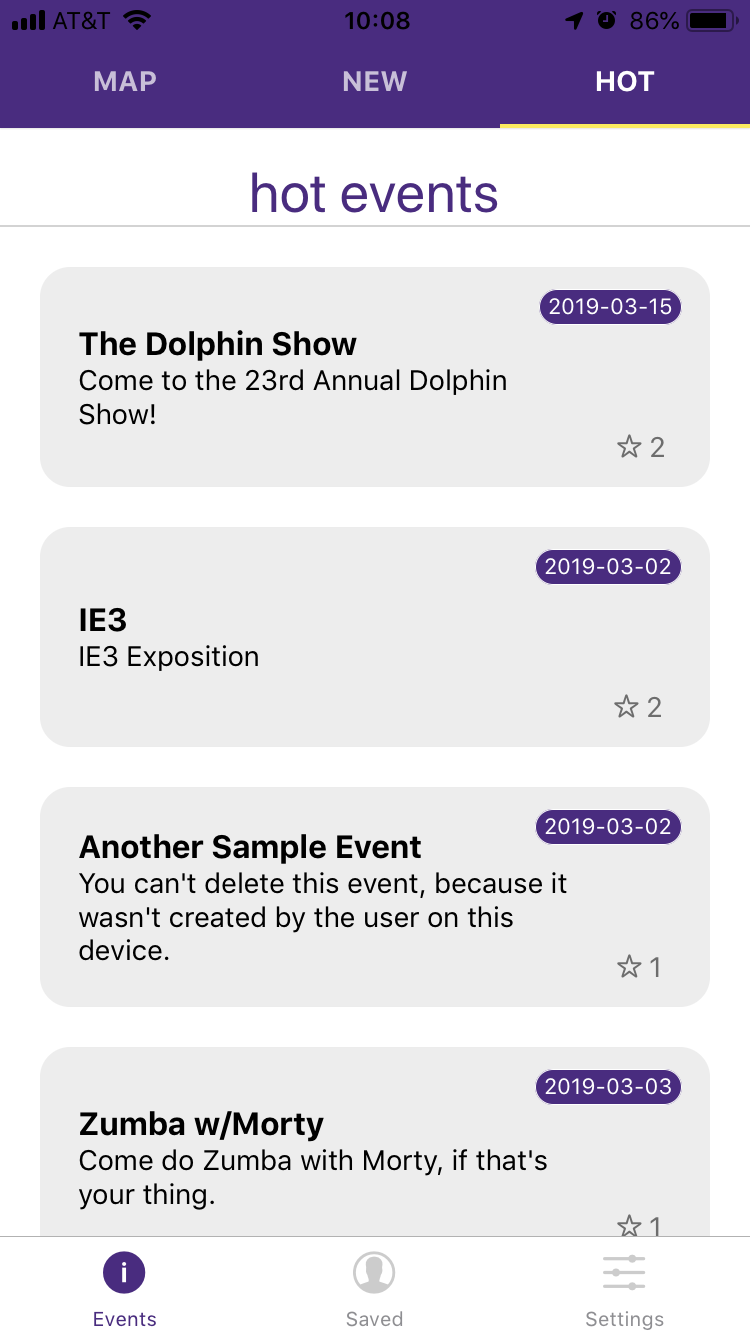 AT&T 10:08 86%
MAP NEW HOT
hot events
2019-03-15
The Dolphin Show
Come to the 23rd Annual Dolphin
Show!
2
2019-03-02
IE3
IE3 Exposition
2
2019-03-02
Another Sample Event
You can't delete this event, because it
wasn't created by the user on this
device.
1
2019-03-03
Zumba w/Morty
Come do Zumba with Morty, if that's
your thing.
1
Events Saved Settings